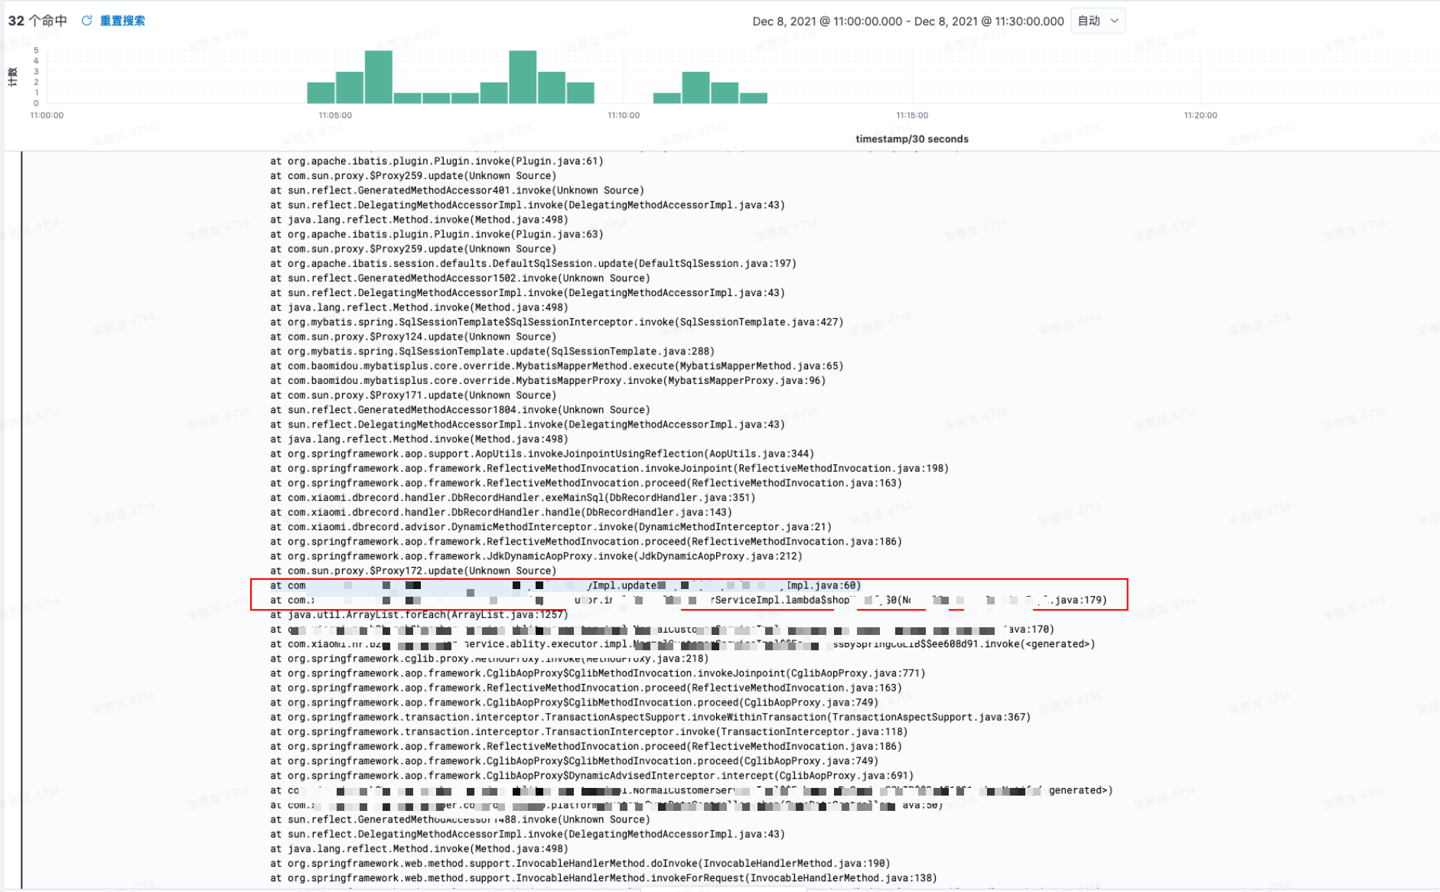 32 个命中 重置搜索 Dec 8, 2021 @ 11:00:00.000 - Dec 8, 2021 @ 11:30:00.000 自动
计数
5
4
3
2
1
0
11:00:00 11:05:00 11:10:00 11:15:00 11:20:00
timestamp/30 seconds
at org.apache.ibatis.plugin.Plugin.invoke(Plugin.java:61)
at com.sun.proxy.$Proxy259.update(Unknown Source)
at sun.reflect.GeneratedMethodAccessor401.invoke(Unknown Source)
at sun.reflect.DelegatingMethodAccessorImpl.invoke(DelegatingMethodAccessorImpl.java:43)
at java.lang.reflect.Method.invoke(Method.java:498)
at org.apache.ibatis.plugin.Plugin.invoke(Plugin.java:63)
at com.sun.proxy.$Proxy259.update(Unknown Source)
at org.apache.ibatis.session.defaults.DefaultSqlSession.update(DefaultSqlSession.java:197)
at sun.reflect.GeneratedMethodAccessor1502.invoke(Unknown Source)
at sun.reflect.DelegatingMethodAccessorImpl.invoke(DelegatingMethodAccessorImpl.java:43)
at java.lang.reflect.Method.invoke(Method.java:498)
at org.mybatis.spring.SqlSessionTemplate$SqlSessionInterceptor.invoke(SqlSessionTemplate.java:427)
at com.sun.proxy.$Proxy124.update(Unknown Source)
at org.mybatis.spring.SqlSessionTemplate.update(SqlSessionTemplate.java:288)
at com.baomidou.mybatisplus.core.override.MybatisMapperMethod.execute(MybatisMapperMethod.java:65)
at com.baomidou.mybatisplus.core.override.MybatisMapperProxy.invoke(MybatisMapperProxy.java:96)
at com.sun.proxy.$Proxy171.update(Unknown Source)
at sun.reflect.GeneratedMethodAccessor1804.invoke(Unknown Source)
at sun.reflect.DelegatingMethodAccessorImpl.invoke(DelegatingMethodAccessorImpl.java:43)
at java.lang.reflect.Method.invoke(Method.java:498)
at org.springframework.aop.support.AopUtils.invokeJoinpointUsingReflection(AopUtils.java:344)
at org.springframework.aop.framework.ReflectiveMethodInvocation.invokeJoinpoint(ReflectiveMethodInvocation.java:198)
at org.springframework.aop.framework.ReflectiveMethodInvocation.proceed(ReflectiveMethodInvocation.java:163)
at com.xiaomi.dbrecord.handler.DbRecordHandler.exeMainSql(DbRecordHandler.java:351)
at com.xiaomi.dbrecord.handler.DbRecordHandler.handle(DbRecordHandler.java:143)
at com.xiaomi.dbrecord.advisor.DynamicMethodInterceptor.invoke(DynamicMethodInterceptor.java:21)
at org.springframework.aop.framework.ReflectiveMethodInvocation.proceed(ReflectiveMethodInvocation.java:186)
at org.springframework.aop.framework.JdkDynamicAopProxy.invoke(JdkDynamicAopProxy.java:212)
at com.sun.proxy.$Proxy172.update(Unknown Source)
at com yImpl.update Impl.java:60)
at com. utor.i rServiceImpl.lambda$shop $0(No .java:179)
at java.util.ArrayList.forEach(ArrayList.java:1257)
at ava:170)
at com.xiaomi.nr.b2 service.ablity.executor.impl. ssbySpringCGLIB$$ee608d91.invoke(<generated>)
at org.springframework.cglib.proxy.MethodProxy.invoke(MethodProxy.java:218)
at org.springframework.aop.framework.CglibAopProxy$CglibMethodInvocation.invokeJoinpoint(CglibAopProxy.java:771)
at org.springframework.aop.framework.ReflectiveMethodInvocation.proceed(ReflectiveMethodInvocation.java:163)
at org.springframework.aop.framework.CglibAopProxy$CglibMethodInvocation.proceed(CglibAopProxy.java:749)
at org.springframework.transaction.interceptor.TransactionAspectSupport.invokeWithinTransaction(TransactionAspectSupport.java:367)
at org.springframework.transaction.interceptor.TransactionInterceptor.invoke(TransactionInterceptor.java:118)
at org.springframework.aop.framework.ReflectiveMethodInvocation.proceed(ReflectiveMethodInvocation.java:186)
at org.springframework.aop.framework.CglibAopProxy$CglibMethodInvocation.proceed(CglibAopProxy.java:749)
at org.springframework.aop.framework.CglibAopProxy$DynamicAdvisedInterceptor.intercept(CglibAopProxy.java:691)
at .NormalCustomerSer generated>)
at com. per.co .platform ava:50)
at sun.reflect.GeneratedMethodAccessor1488.invoke(Unknown Source)
at sun.reflect.DelegatingMethodAccessorImpl.invoke(DelegatingMethodAccessorImpl.java:43)
at java.lang.reflect.Method.invoke(Method.java:498)
at org.springframework.web.method.support.InvocableHandlerMethod.doInvoke(InvocableHandlerMethod.java:190)
at org.springframework.web.method.support.InvocableHandlerMethod.invokeForRequest(InvocableHandlerMethod.java:138)